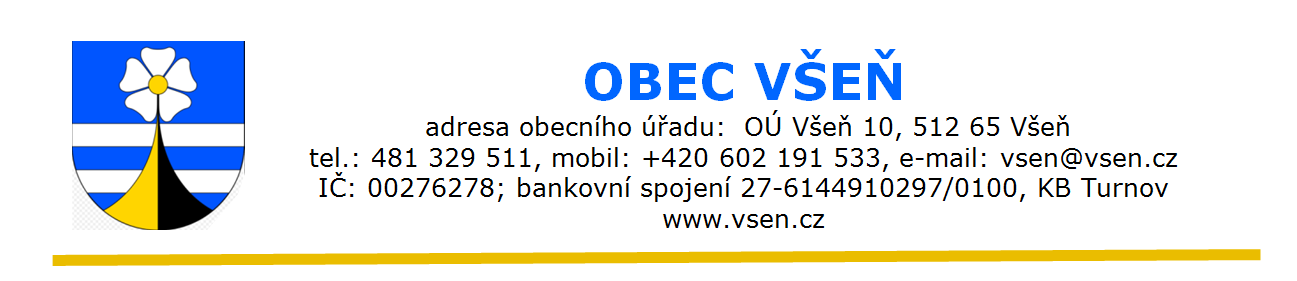 OBEC VŠEŇ
adresa obecního úřadu: OÚ Všeň 10, 512 65 Všeň
tel.: 481 329 511, mobil: +420 602 191 533, e-mail: vsen@vsen.cz
IČ: 00276278; bankovní spojení 27-6144910297/0100, KB Turnov
www.vsen.cz